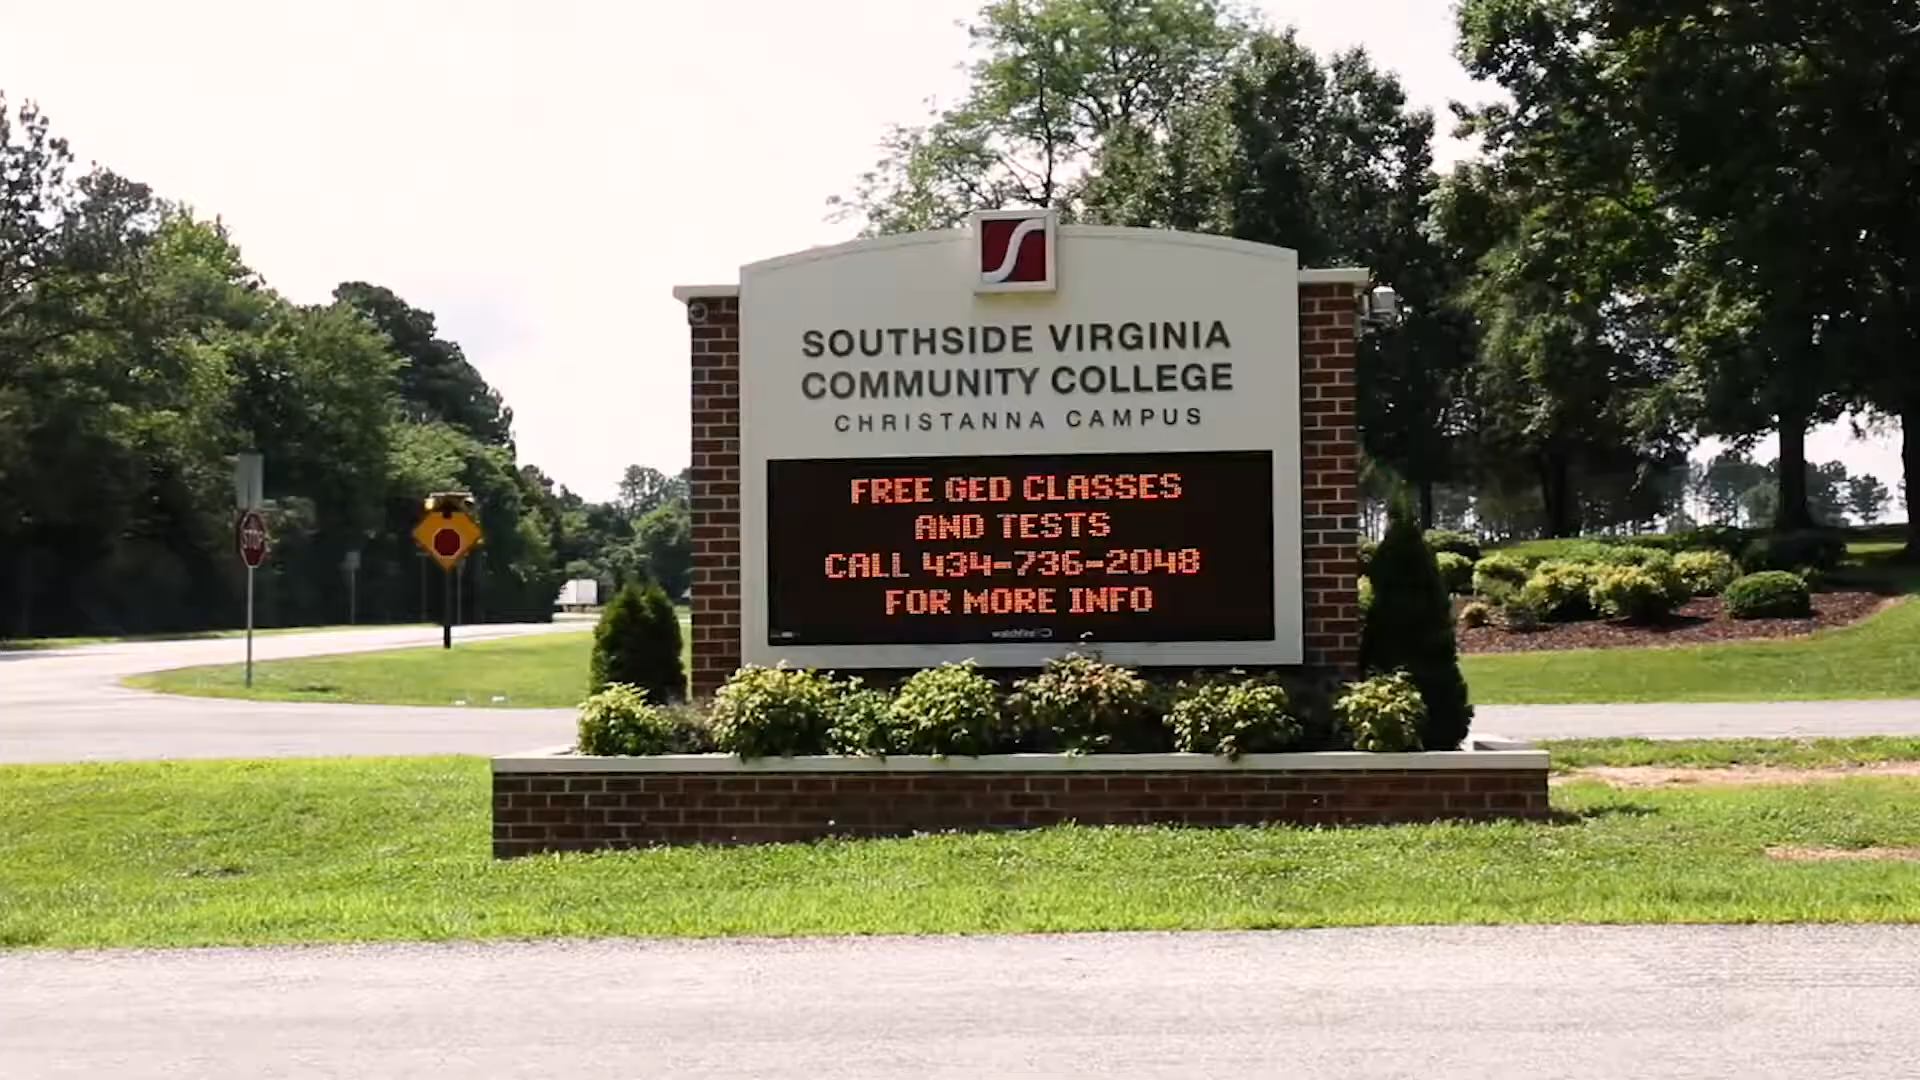 SOUTHSIDE VIRGINIA
COMMUNITY COLLEGE
CHRISTANNA CAMPUS
FREE GED CLASSES
AND TESTS
CALL 434-736-2048
FOR MORE INFO
watchfire
STOP